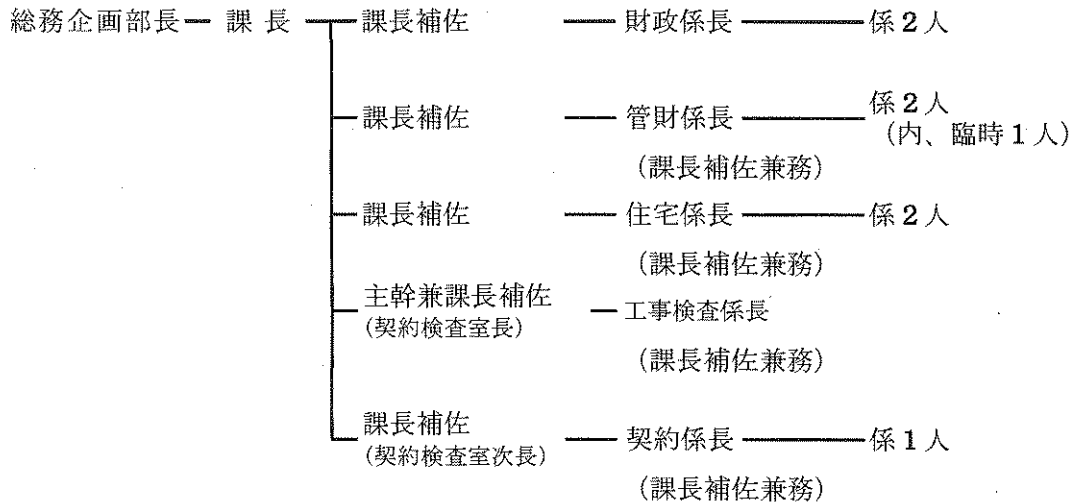 総務企画部長 課長 課長補佐 財政係長 係2人
課長補佐 管財係長 係2人
(内、臨時1人)
(課長補佐兼務)
課長補佐 住宅係長 係2人
(課長補佐兼務)
主幹兼課長補佐 工事検査係長
(契約検査室長)
(課長補佐兼務)
課長補佐 契約係長 係1人
(契約検査室次長)
(課長補佐兼務)